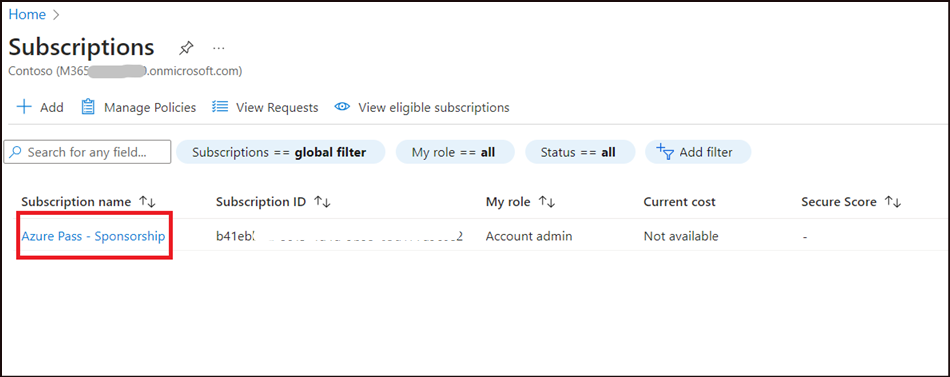 Home >
Subscriptions ...
Contoso (M365 .onmicrosoft.com)
+ Add Manage Policies View Requests View eligible subscriptions
Search for any field... Subscriptions == global filter My role == all Status == all Add filter
Subscription name ↑↓ Subscription ID ↑↓ My role ↑↓ Current cost Secure Score ↑↓
Azure Pass - Sponsorship b41eb 2 Account admin Not available -